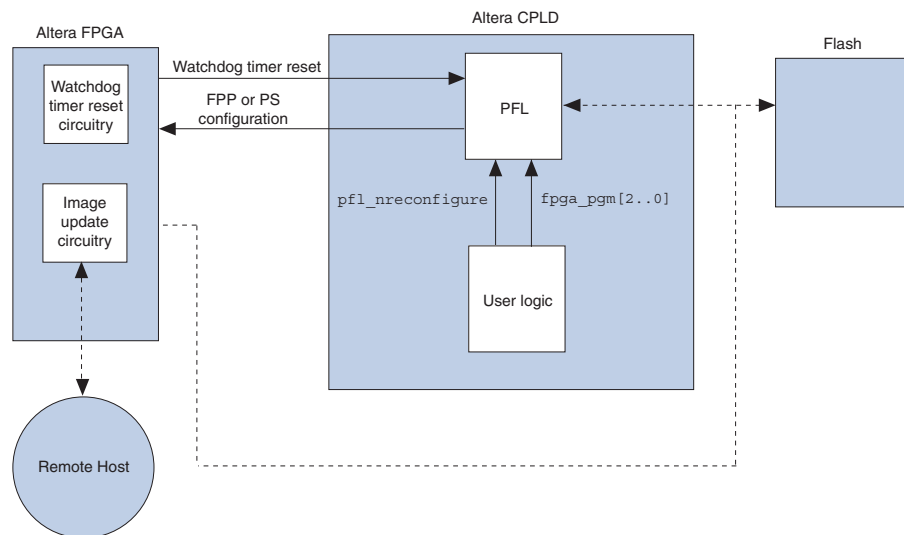 Altera CPLD
Altera FPGA
Flash
Watchdog
timer reset
circuitry
Watchdog timer reset
FPP or PS
configuration
PFL
Image
update
circuitry
pfl_nreconfigure
fpga_pgm[2..0]
User logic
Remote Host